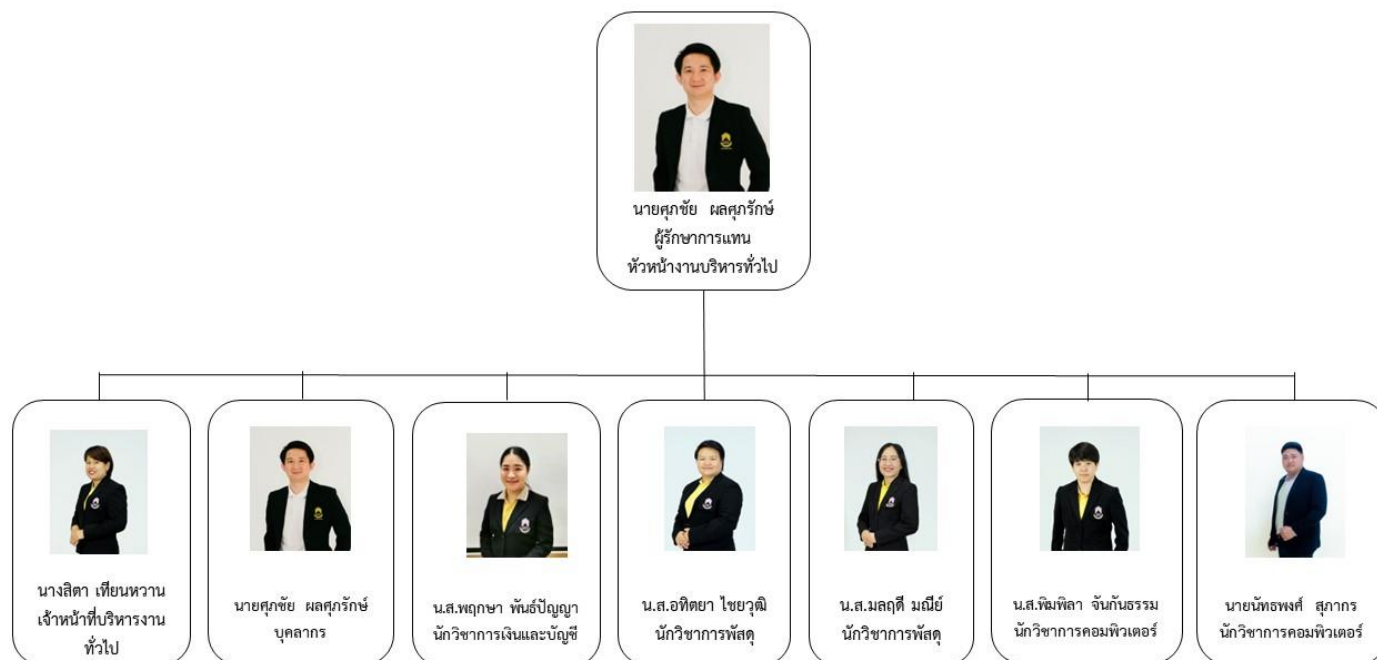 นายศุภชัย ผลศุภรักษ์
ผู้รักษาการแทน
หัวหน้างานบริหารทั่วไป
นางสิตา เทียนหวาน
เจ้าหน้าที่บริหารงาน
ทั่วไป
นายศุภชัย ผลศุภรักษ์
บุคลากร
น.ส.พฤกษา พันธ์ปัญญา
นักวิชาการเงินและบัญชี
น.ส.อทิตยา ไชยวุฒิ
นักวิชาการพัสดุ
น.ส.มลฤดี มณีย์
นักวิชาการพัสดุ
น.ส.พิมพิลา จันกันธรรม
นักวิชาการคอมพิวเตอร์
นายนัทธพงศ์ สุภากร
นักวิชาการคอมพิวเตอร์